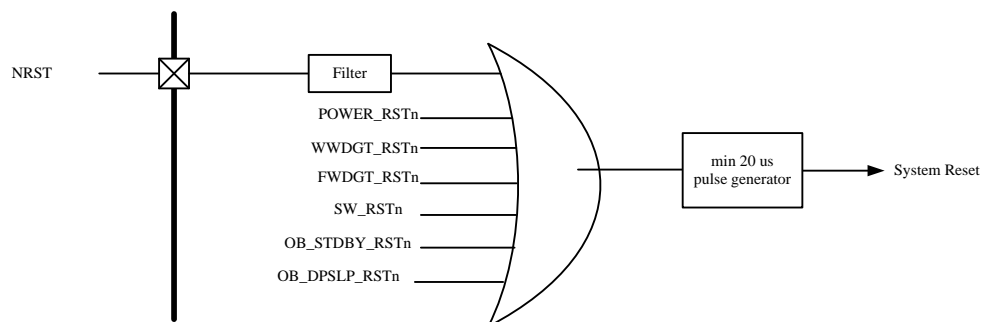 NRST
Filter
POWER_RSTn
WWDGT_RSTn
FWDGT_RSTn
SW_RSTn
OB_STDBY_RSTn
OB_DPSLP_RSTn
min 20 us
pulse generator
System Reset